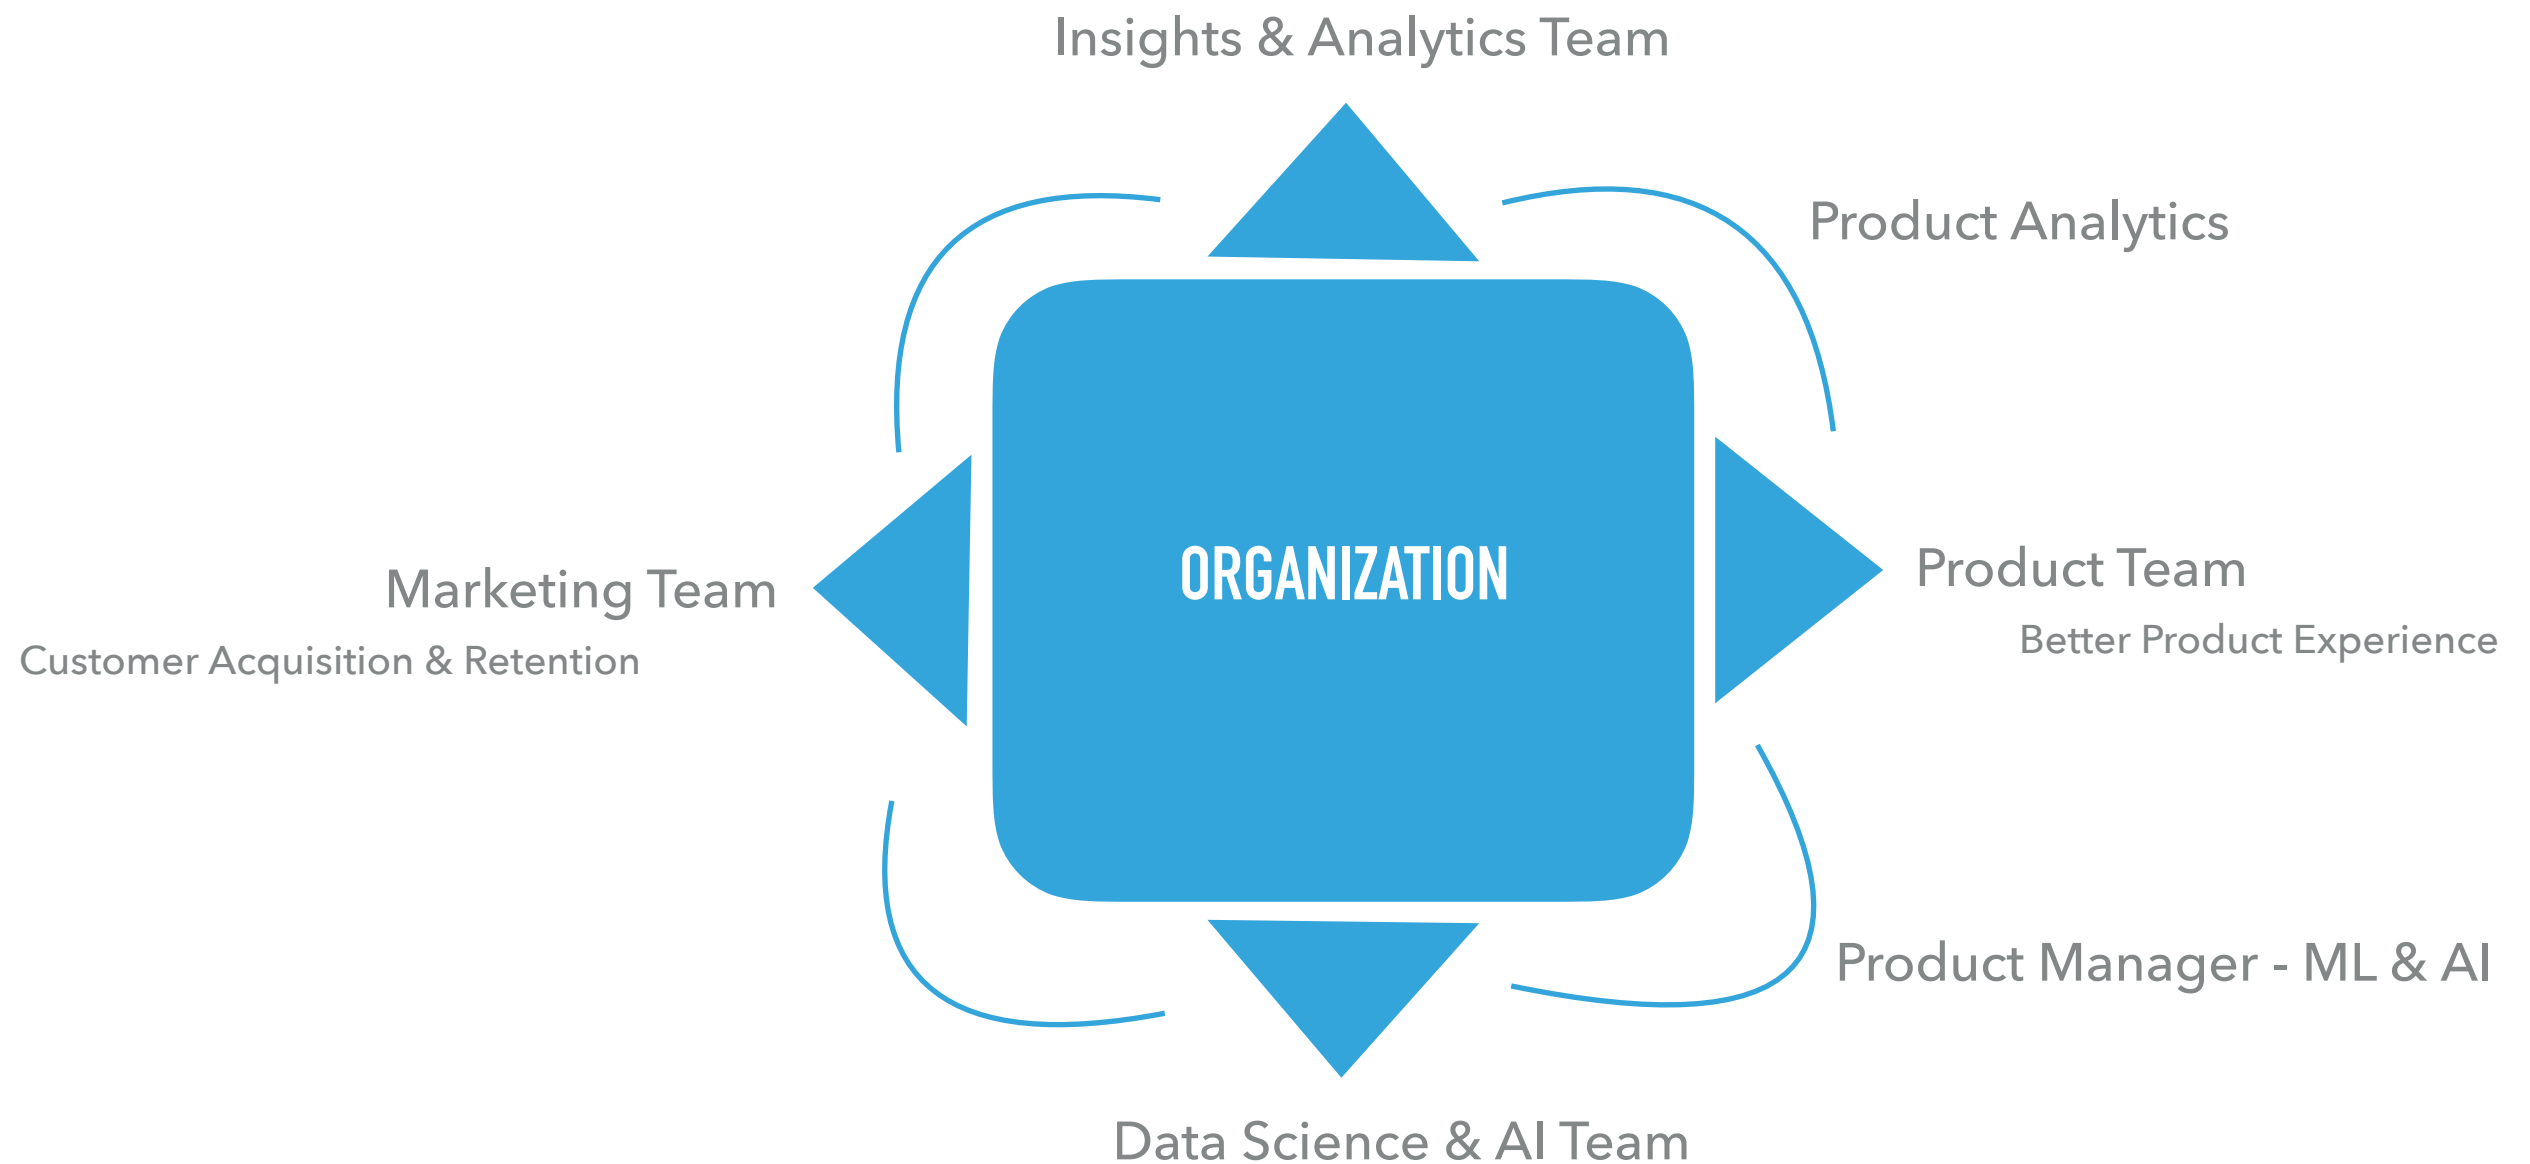 Insights & Analytics Team
Product Analytics
ORGANIZATION
Marketing Team
Customer Acquisition & Retention
Product Team
Better Product Experience
Product Manager - ML & AI
Data Science & AI Team